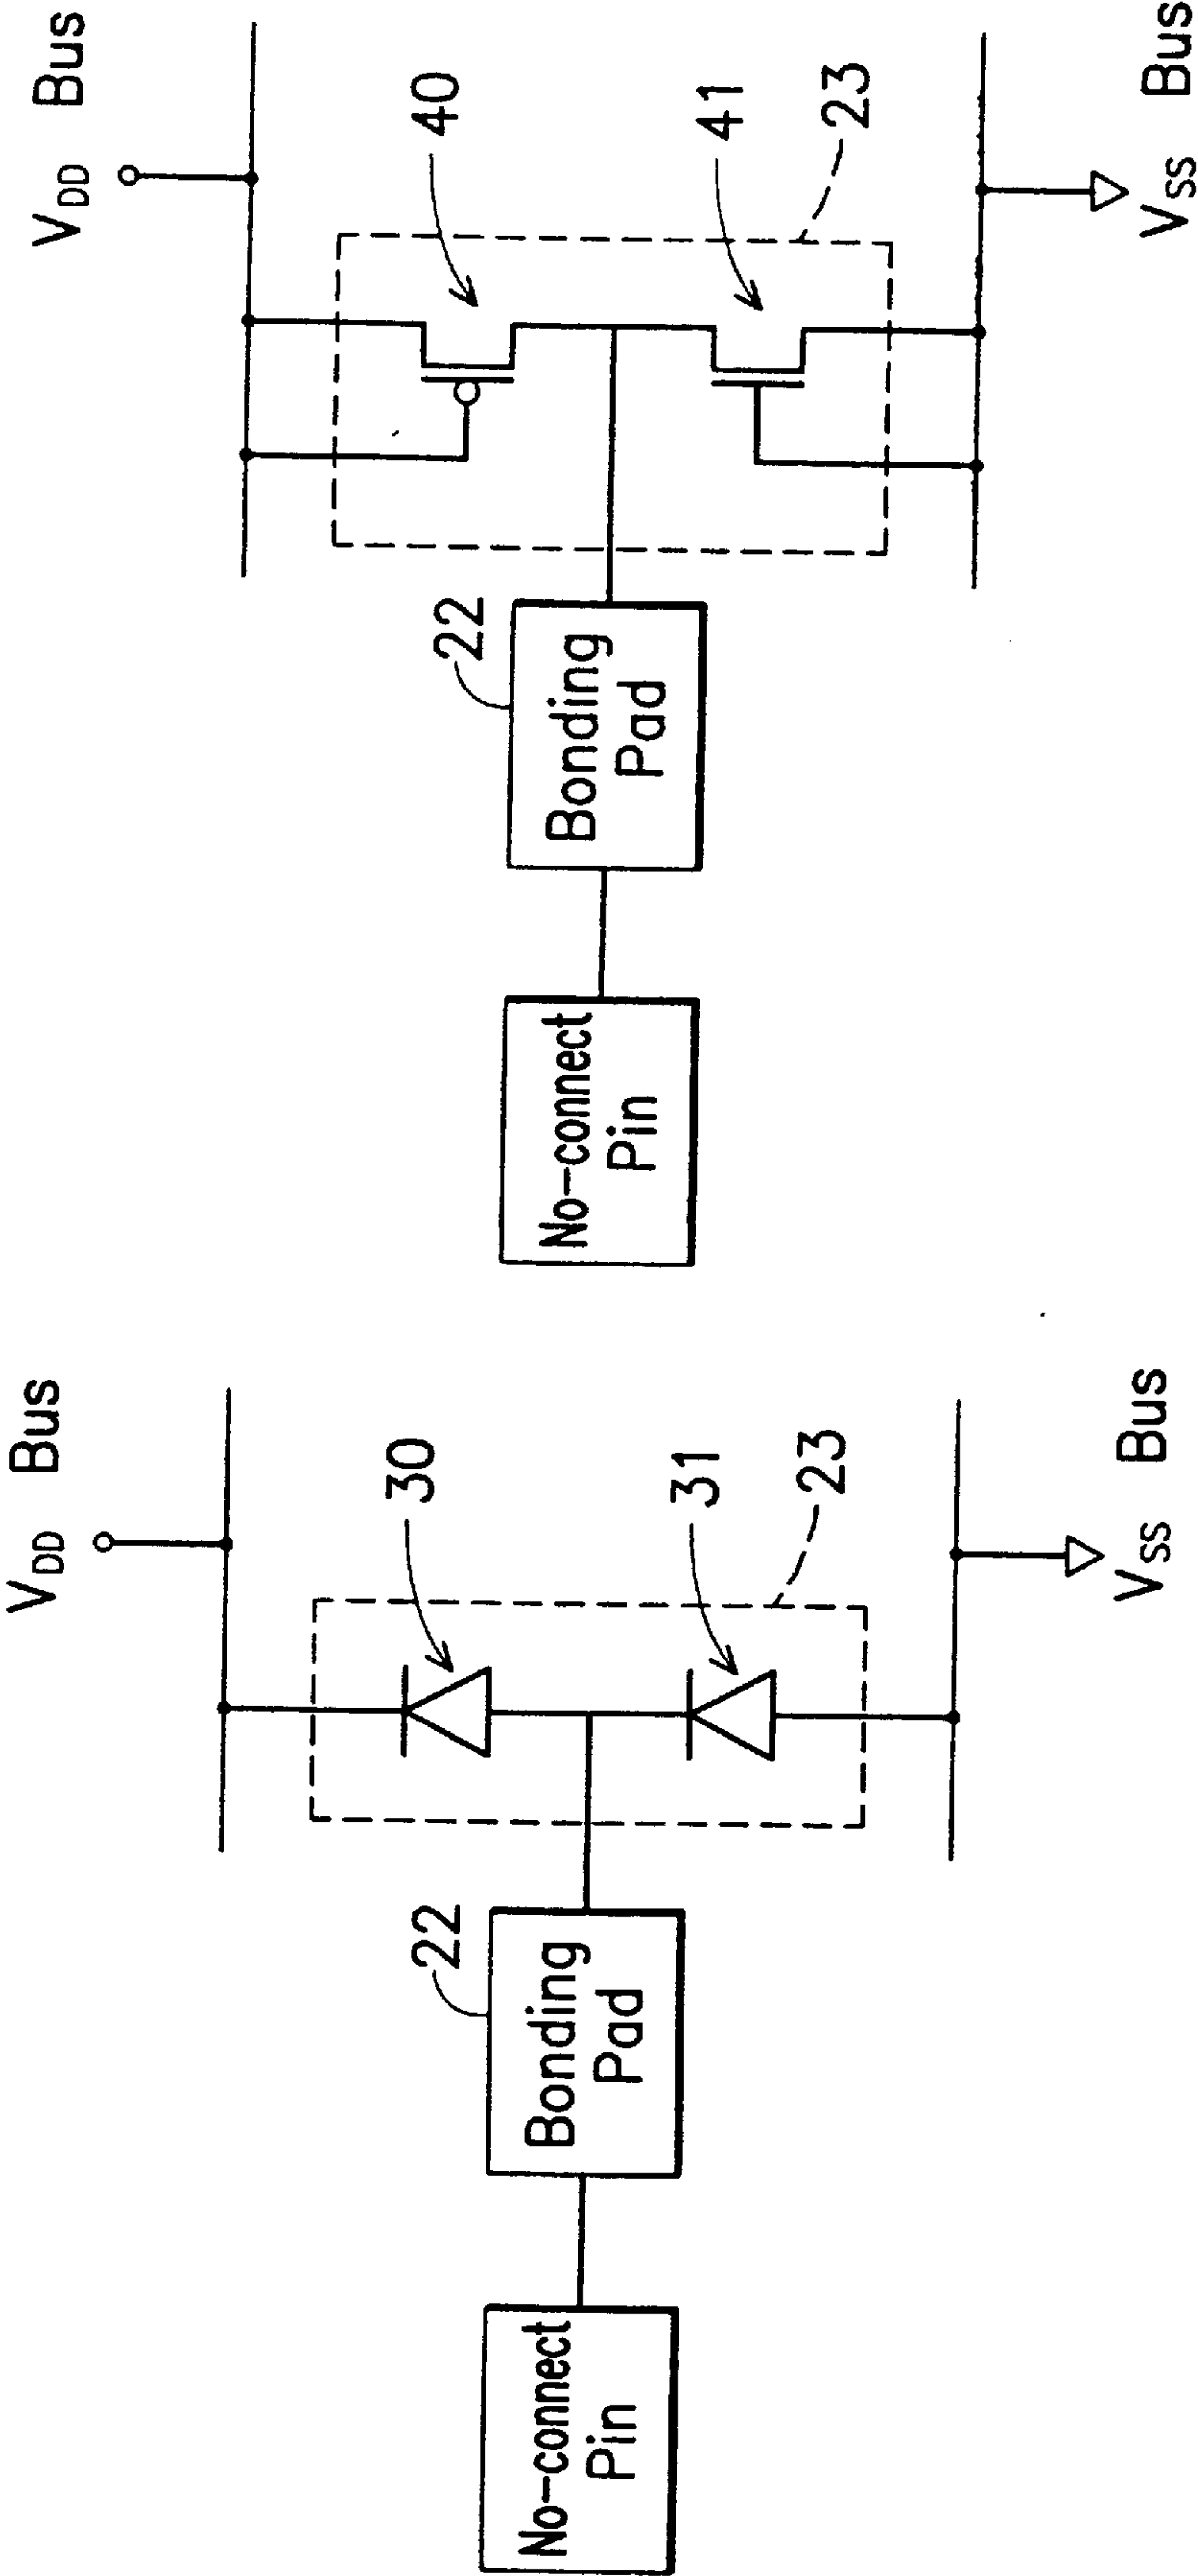 V_DD Bus
30
31
23
22
Bonding
Pad
No-connect
Pin
V_SS Bus
V_DD Bus
40
41
23
22
Bonding
Pad
No-connect
Pin
V_SS Bus